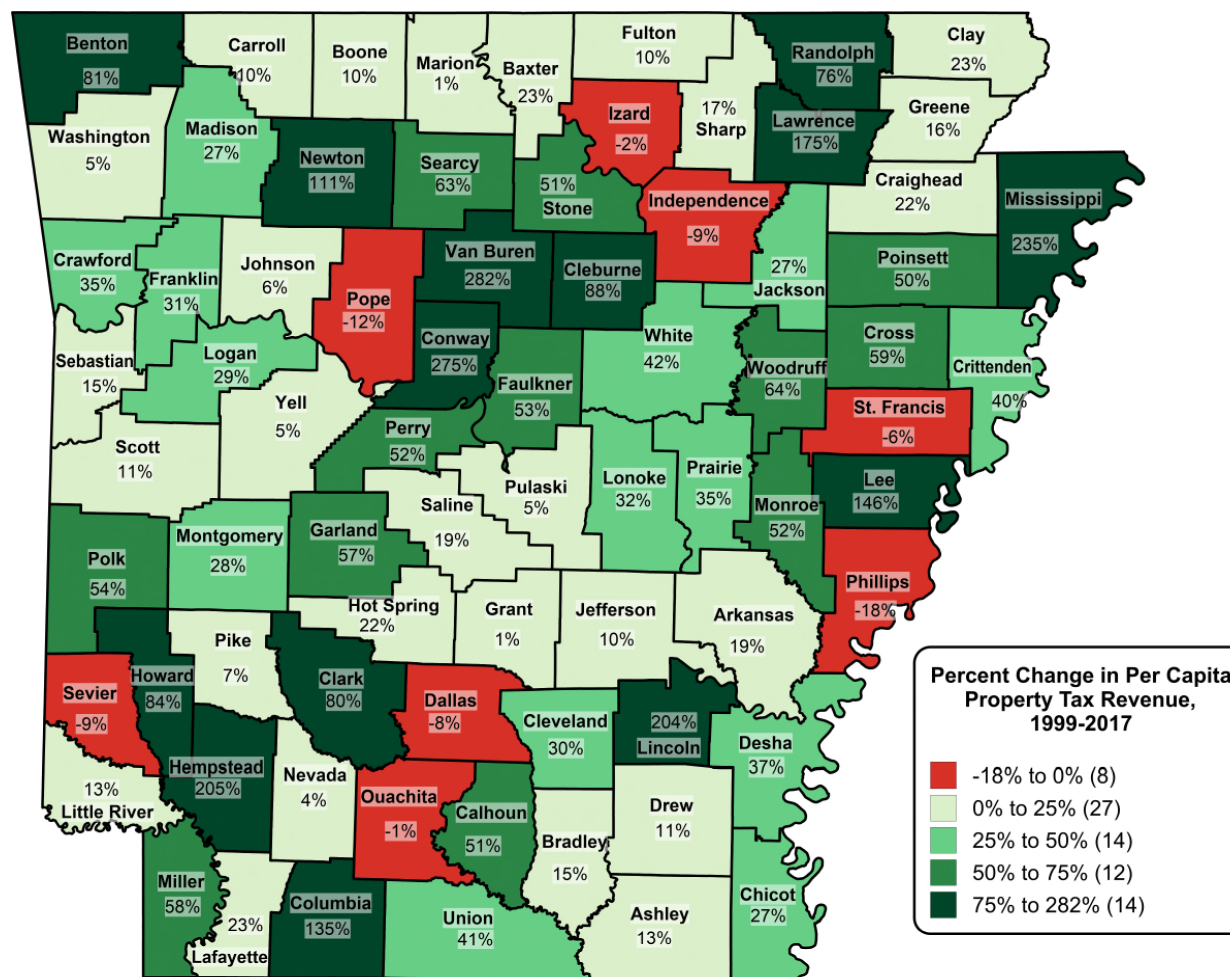 Benton
81%
Carroll
10%
Boone
10%
Marion
1%
Baxter
23%
Fulton
10%
Randolph
76%
Clay
23%
Izard
-2%
17%
Sharp
Lawrence
175%
Greene
16%
Washington
5%
Madison
27%
Newton
111%
Searcy
63%
51%
Stone
Independence
-9%
Craighead
22%
Mississippi
235%
Crawford
35%
Franklin
31%
Johnson
6%
Pope
-12%
Van Buren
282%
Cleburne
88%
27%
Jackson
Poinsett
50%
Sebastian
15%
Logan
29%
Conway
275%
White
42%
Woodruff
64%
Cross
59%
Crittenden
40%
Scott
11%
Yell
5%
Perry
52%
Faulkner
53%
St. Francis
-6%
Lonoke
32%
Prairie
35%
Lee
146%
Pulaski
5%
Saline
19%
Monroe
52%
Polk
54%
Montgomery
28%
Garland
57%
Phillips
-18%
Hot Spring
22%
Grant
1%
Jefferson
10%
Arkansas
19%
Pike
7%
Howard
84%
Clark
80%
Sevier
-9%
Dallas
-8%
Cleveland
30%
204%
Lincoln
Desha
37%
13%
Little River
Hempstead
205%
Nevada
4%
Ouachita
-1%
Calhoun
51%
Bradley
15%
Drew
11%
Miller
58%
23%
Lafayette
Columbia
135%
Union
41%
Ashley
13%
Chicot
27%
Percent Change in Per Capita
Property Tax Revenue,
1999-2017
-18% to 0% (8)
0% to 25% (27)
25% to 50% (14)
50% to 75% (12)
75% to 282% (14)